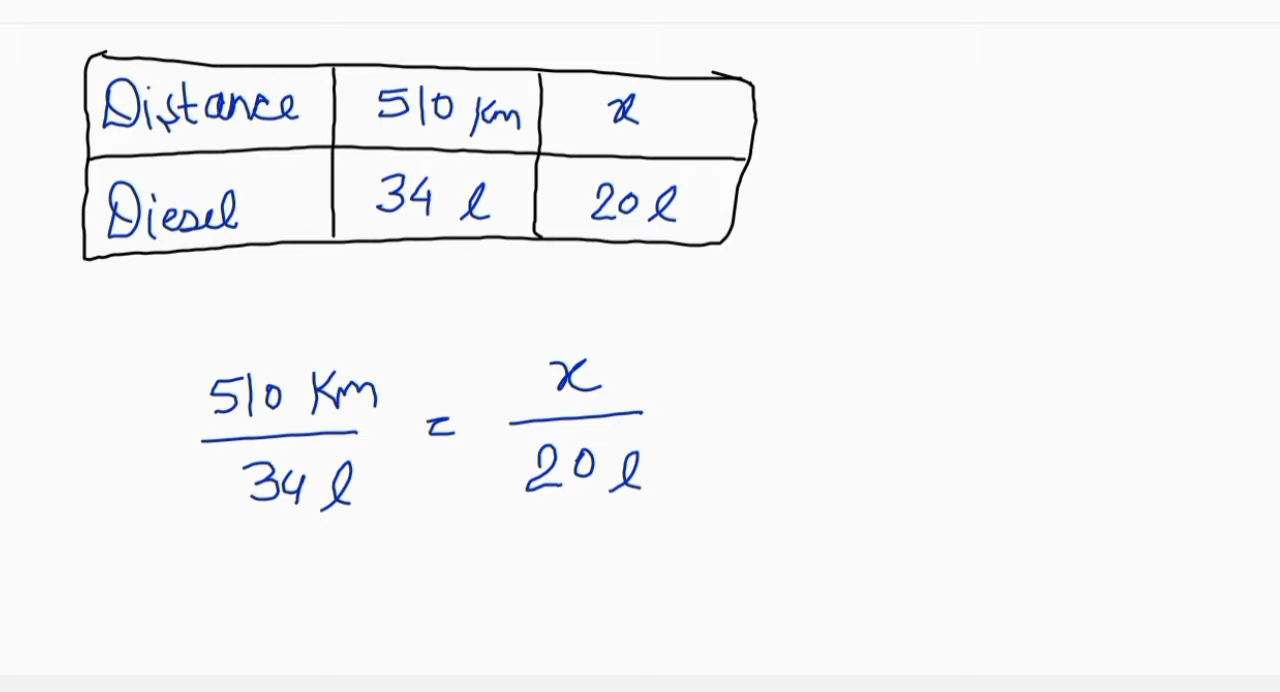 Distance 510 km x
Diesel 34 l 20 l
510 Km = x
34 l 20 l